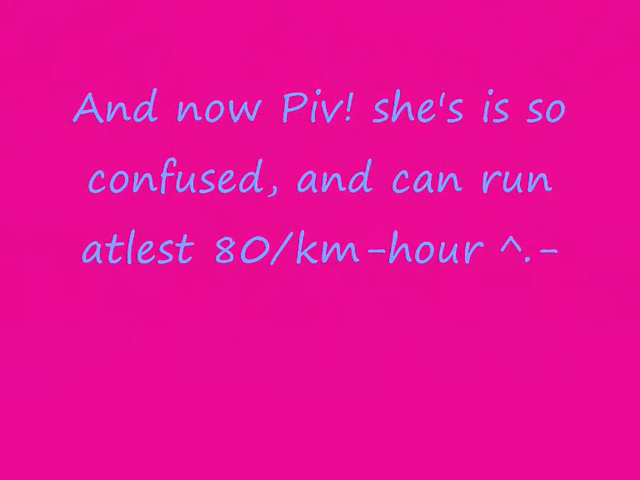 And now Piv! she's is so
confused, and can run
atlest 80/km-hour ^.-